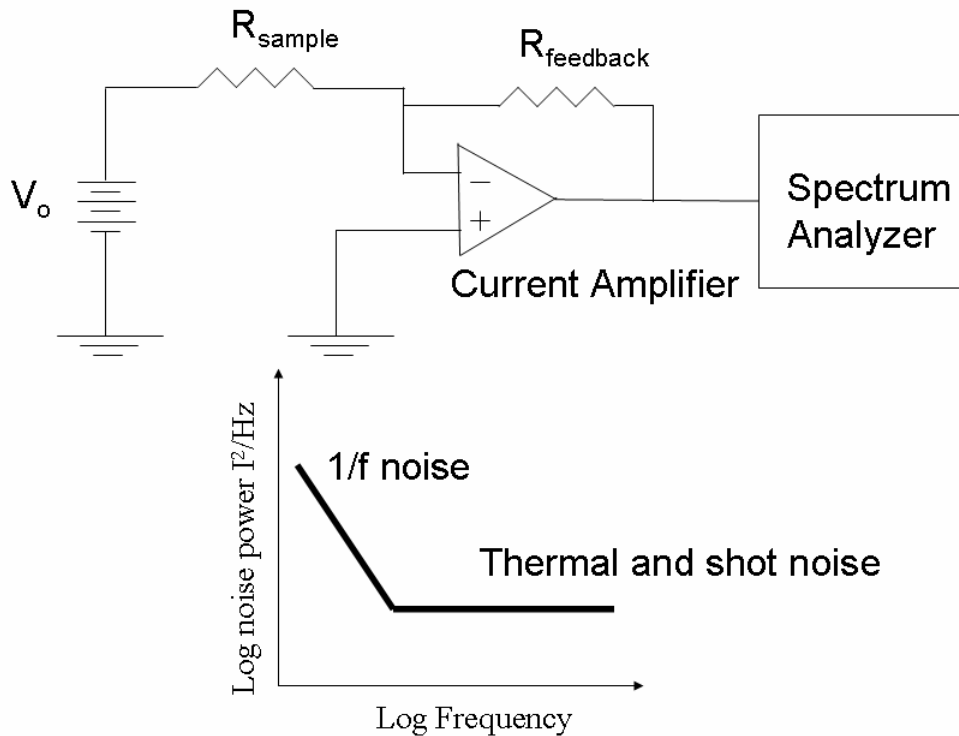 R_sample
R_feedback
V_o
−
+
Spectrum
Analyzer
Current Amplifier
Log noise power I²/Hz
1/f noise
Thermal and shot noise
Log Frequency